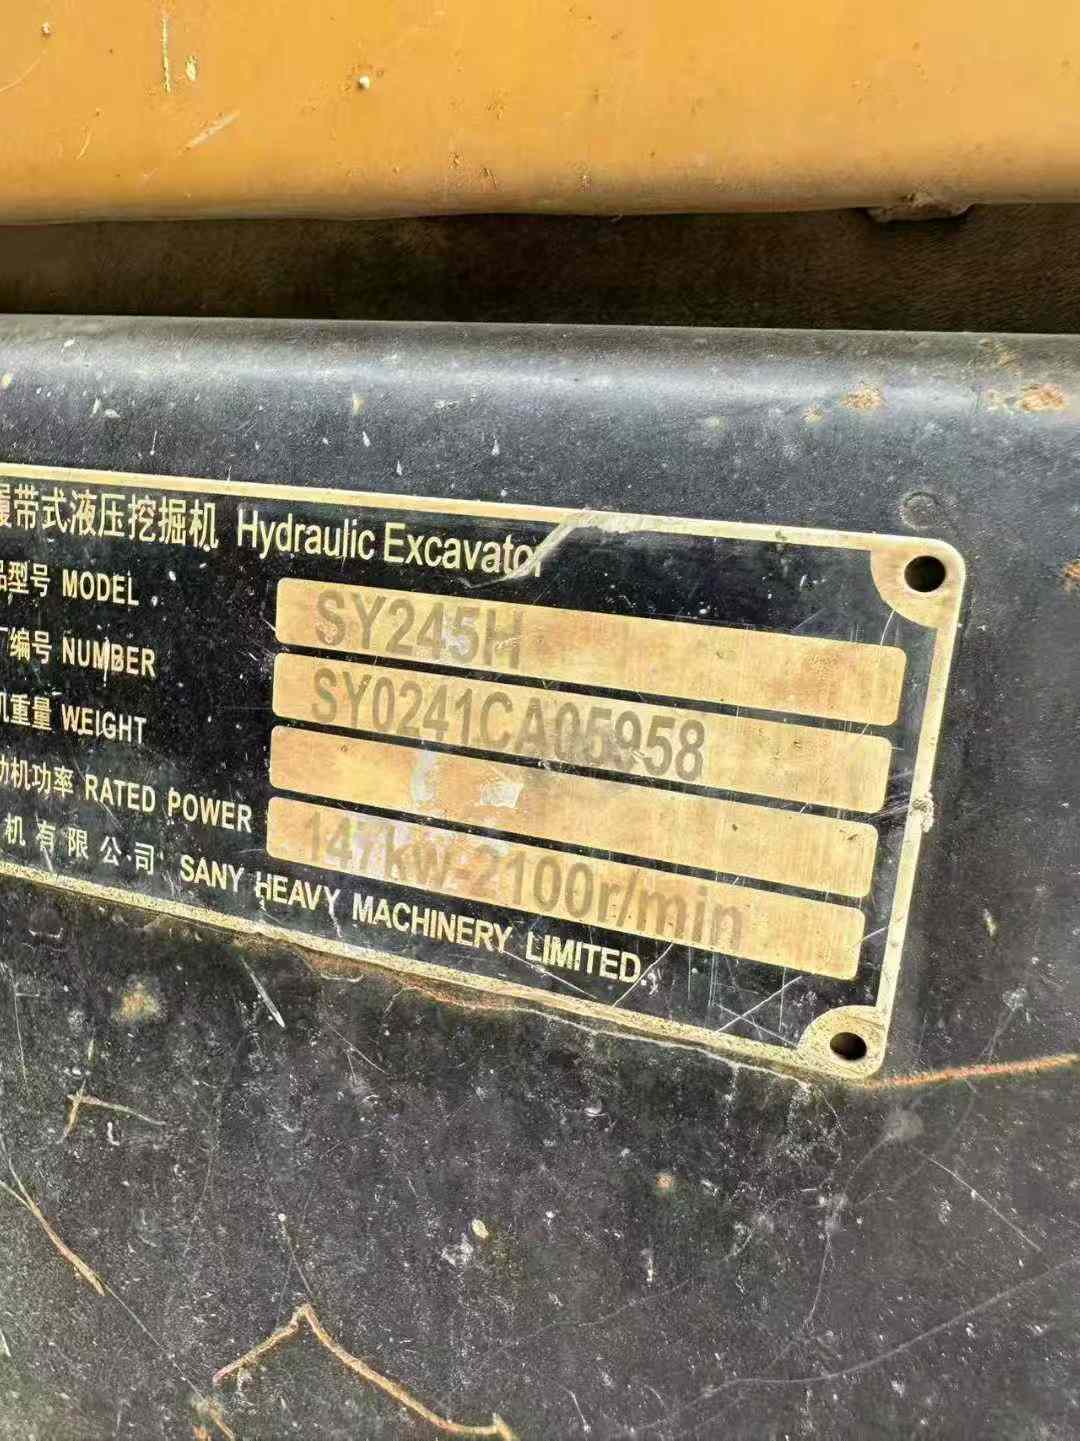 履带式液压挖掘机 Hydraulic Excavator
品型号 MODEL SY245H
厂编号 NUMBER SY0241CA05958
机重量 WEIGHT
动机功率 RATED POWER 147kw-2100r/min
机有限公司 SANY HEAVY MACHINERY LIMITED